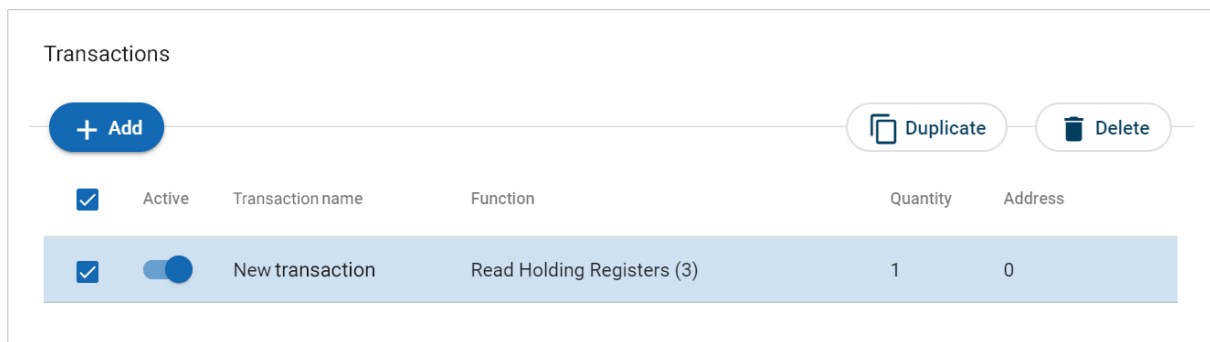 Transactions
Add Duplicate Delete
Active Transaction name Function Quantity Address
New transaction Read Holding Registers (3) 1 0